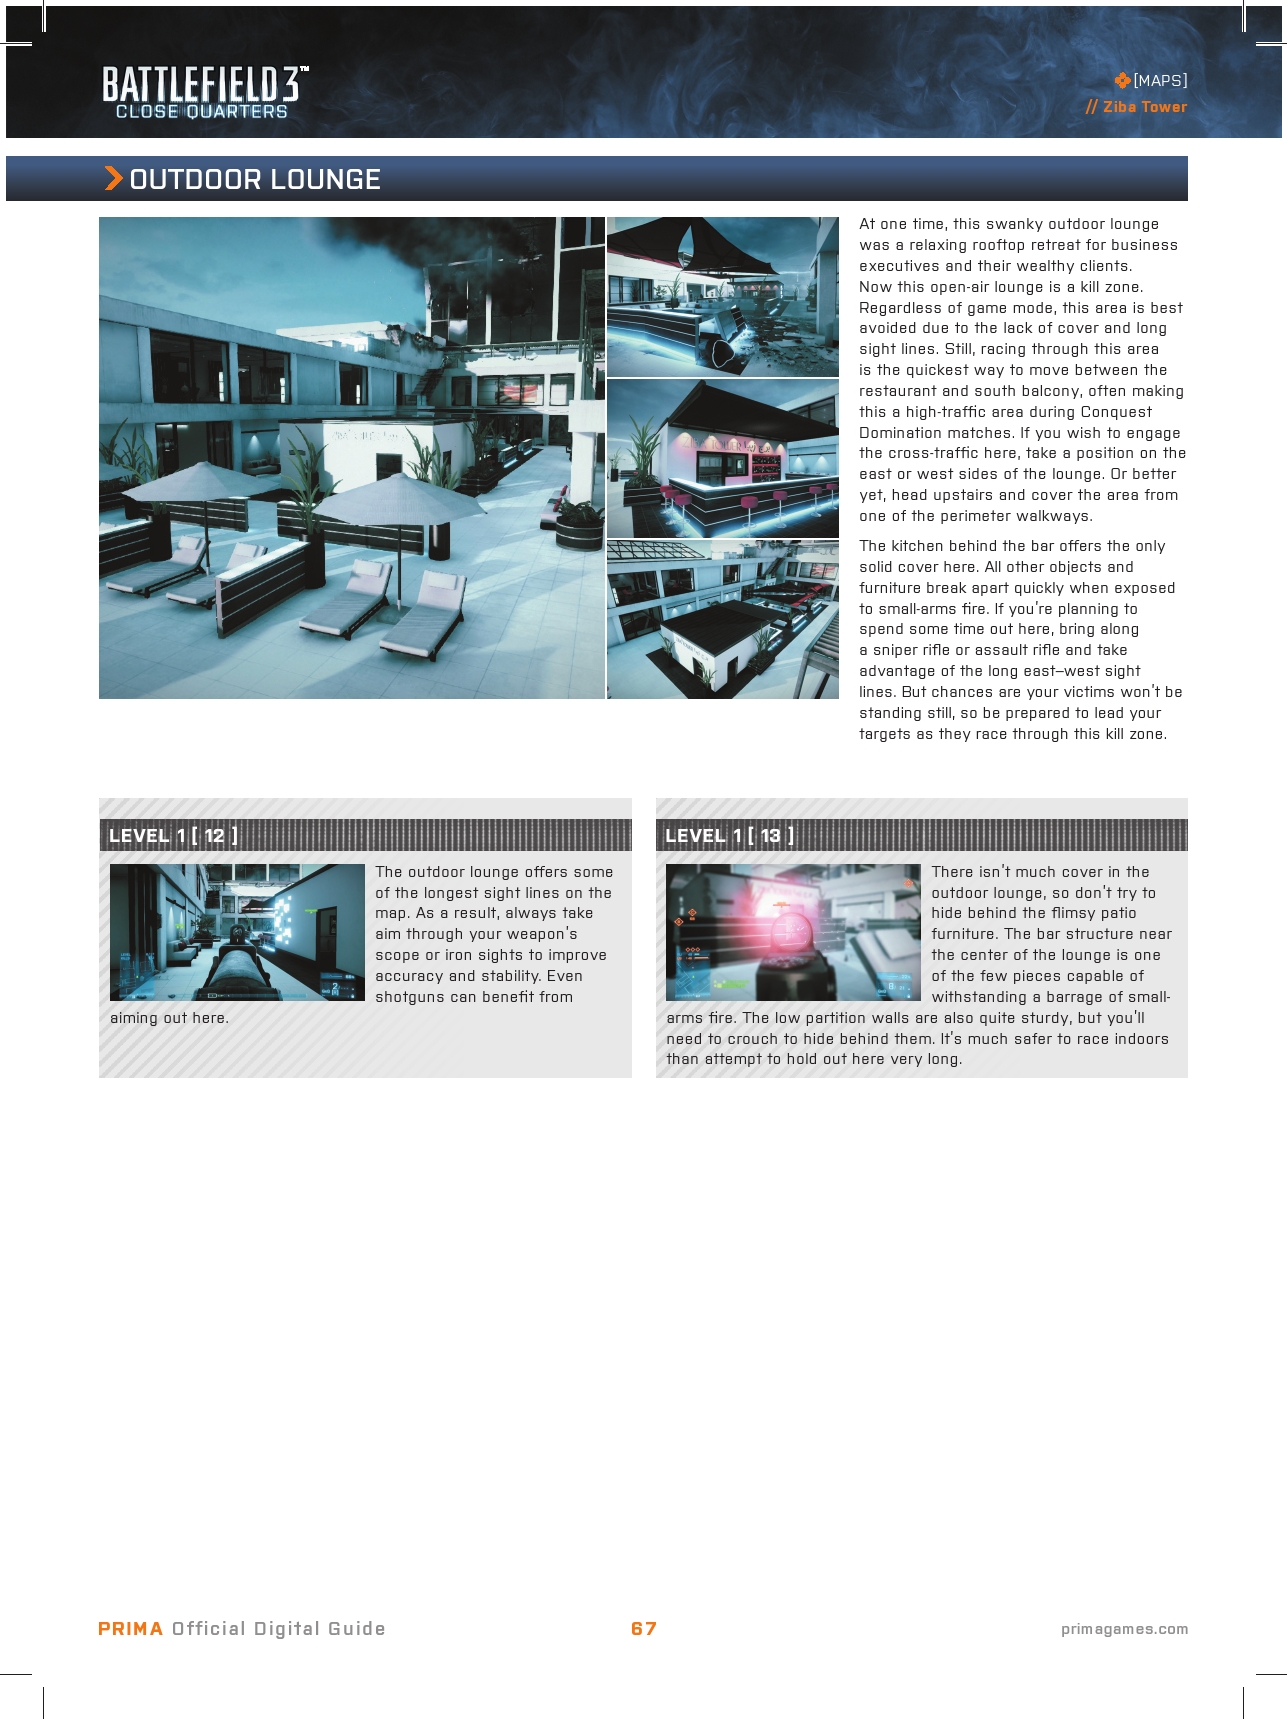 BATTLEFIELD 3™
CLOSE QUARTERS
[MAPS]
// Ziba Tower
OUTDOOR LOUNGE
At one time, this swanky outdoor lounge
was a relaxing rooftop retreat for business
executives and their wealthy clients.
Now this open-air lounge is a kill zone.
Regardless of game mode, this area is best
avoided due to the lack of cover and long
sight lines. Still, racing through this area
is the quickest way to move between the
restaurant and south balcony, often making
this a high-traffic area during Conquest
Domination matches. If you wish to engage
the cross-traffic here, take a position on the
east or west sides of the lounge. Or better
yet, head upstairs and cover the area from
one of the perimeter walkways.
The kitchen behind the bar offers the only
solid cover here. All other objects and
furniture break apart quickly when exposed
to small-arms fire. If you're planning to
spend some time out here, bring along
a sniper rifle or assault rifle and take
advantage of the long east–west sight
lines. But chances are your victims won't be
standing still, so be prepared to lead your
targets as they race through this kill zone.
LEVEL 1 [ 12 ]
The outdoor lounge offers some
of the longest sight lines on the
map. As a result, always take
aim through your weapon's
scope or iron sights to improve
accuracy and stability. Even
shotguns can benefit from
aiming out here.
LEVEL 1 [ 13 ]
There isn't much cover in the
outdoor lounge, so don't try to
hide behind the flimsy patio
furniture. The bar structure near
the center of the lounge is one
of the few pieces capable of
withstanding a barrage of small-
arms fire. The low partition walls are also quite sturdy, but you'll
need to crouch to hide behind them. It's much safer to race indoors
than attempt to hold out here very long.
PRIMA Official Digital Guide
67
primagames.com